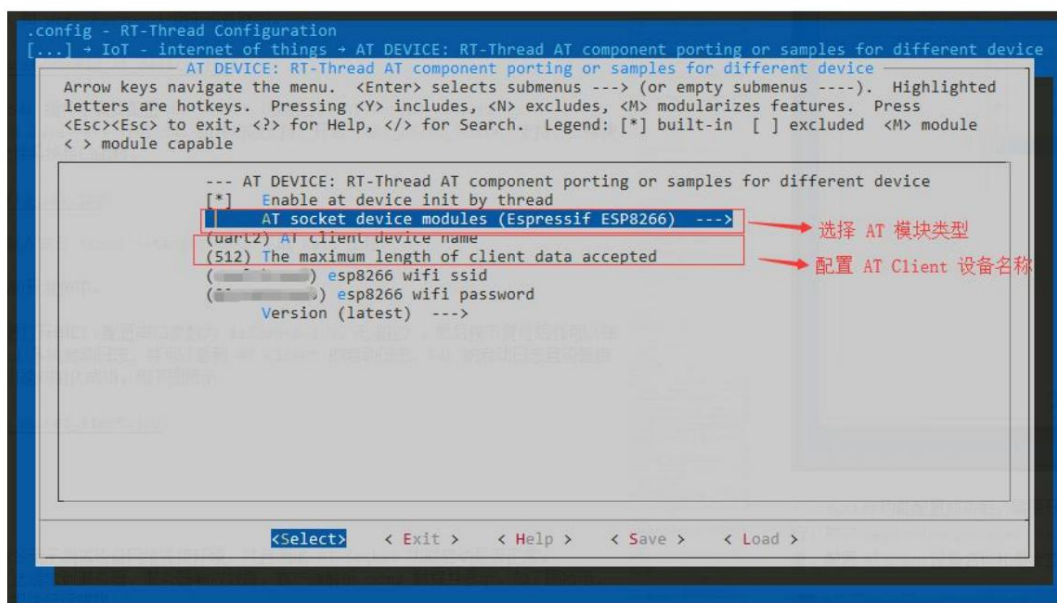 .config - RT-Thread Configuration
[...] → IoT - internet of things → AT DEVICE: RT-Thread AT component porting or samples for different device
AT DEVICE: RT-Thread AT component porting or samples for different device
Arrow keys navigate the menu.  <Enter> selects submenus ---> (or empty submenus ----).  Highlighted
letters are hotkeys.  Pressing <Y> includes, <N> excludes, <M> modularizes features.  Press
<Esc><Esc> to exit, <?> for Help, </> for Search.  Legend: [*] built-in  [ ] excluded  <M> module
< > module capable
--- AT DEVICE: RT-Thread AT component porting or samples for different device
[*]   Enable at device init by thread
AT socket device modules (Espressif ESP8266)  --->
选择 AT 模块类型
(uart2) AT client device name
(512) The maximum length of client data accepted
配置 AT Client 设备名称
( ) esp8266 wifi ssid
( ) esp8266 wifi password
Version (latest)  --->
<Select>    < Exit >    < Help >    < Save >    < Load >